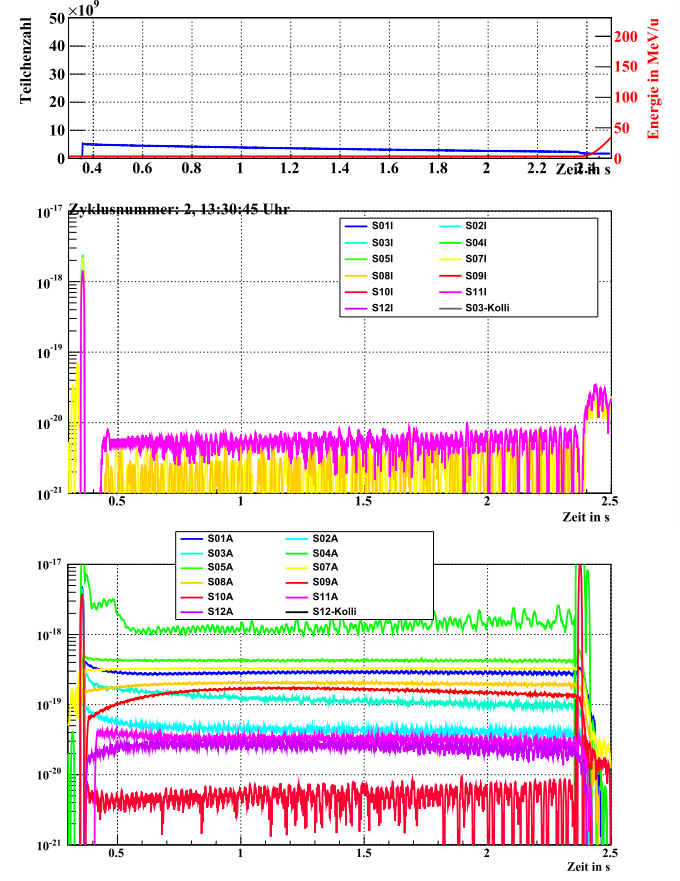 50 ×10⁹
40
30
20
10
0
Teilchenzahl
200
150
100
50
0
Energie in MeV/u
0.4 0.6 0.8 1 1.2 1.4 1.6 1.8 2 2.2 2.4
Zeit in s
Zyklusnummer: 2, 13:30:45 Uhr
10⁻¹⁷
10⁻¹⁸
10⁻¹⁹
10⁻²⁰
10⁻²¹
S01I S02I
S03I S04I
S05I S07I
S08I S09I
S10I S11I
S12I S03-Kolli
0.5 1 1.5 2 2.5
Zeit in s
S01A S02A
S03A S04A
S05A S07A
S08A S09A
S10A S11A
S12A S12-Kolli
10⁻¹⁷
10⁻¹⁸
10⁻¹⁹
10⁻²⁰
10⁻²¹
0.5 1 1.5 2 2.5
Zeit in s